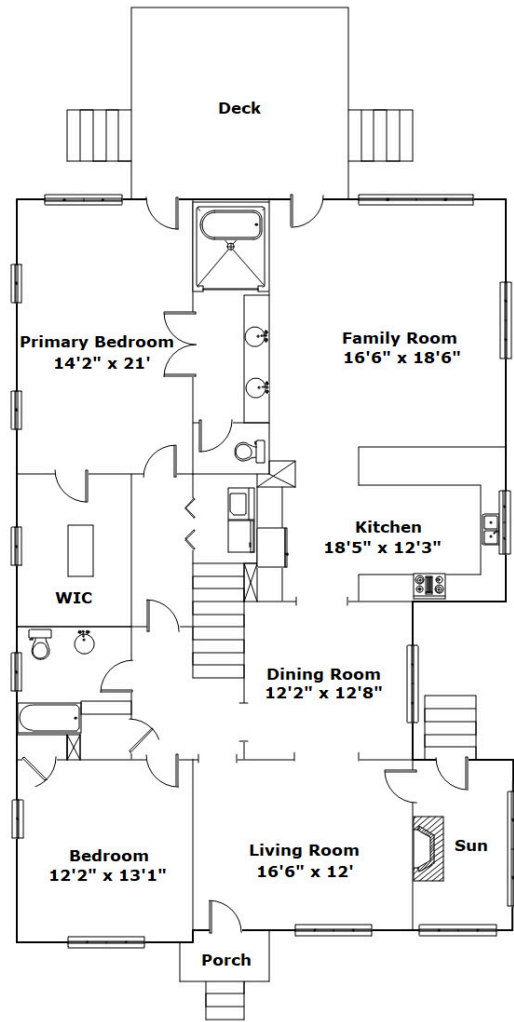 Deck
Primary Bedroom
14'2" x 21'
Family Room
16'6" x 18'6"
Kitchen
18'5" x 12'3"
WIC
Dining Room
12'2" x 12'8"
Bedroom
12'2" x 13'1"
Living Room
16'6" x 12'
Sun
Porch